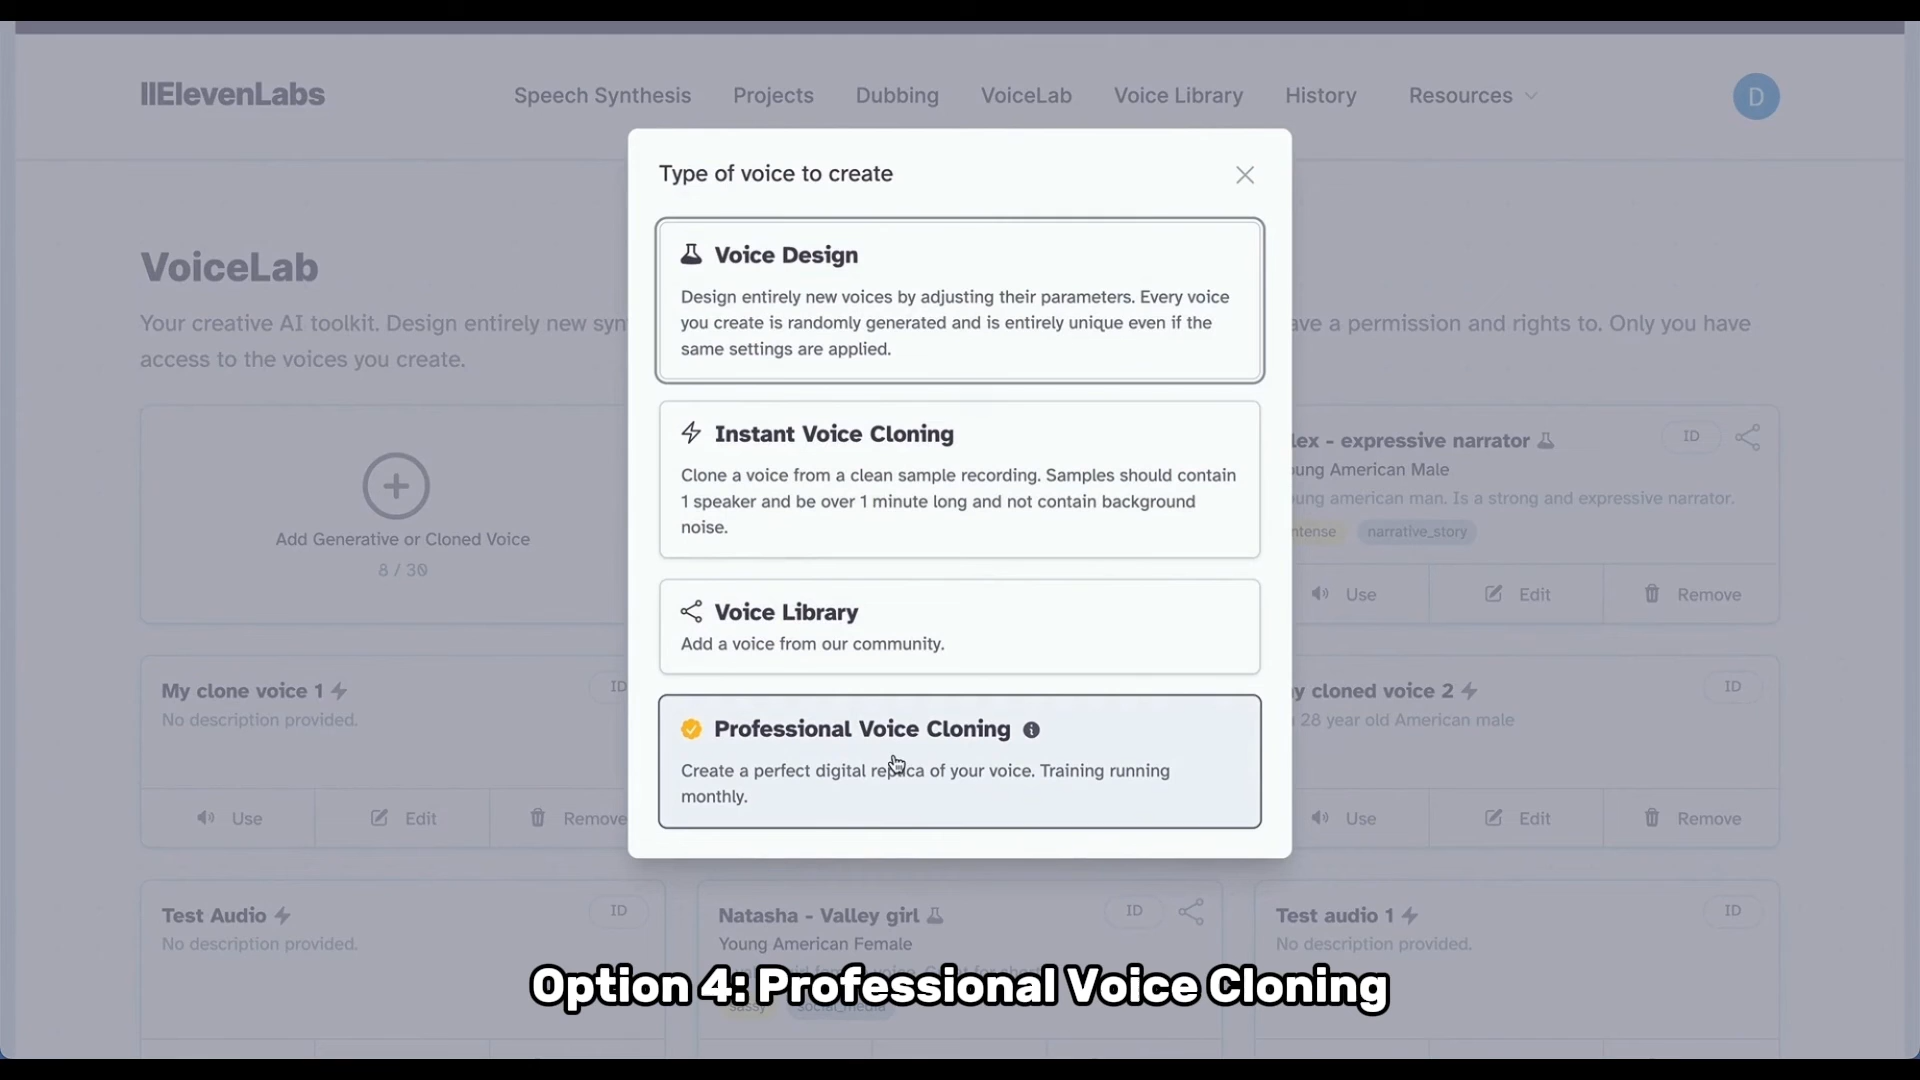 IIElevenLabs
Speech Synthesis Projects Dubbing VoiceLab Voice Library History Resources
D
Type of voice to create
Voice Design
Design entirely new voices by adjusting their parameters. Every voice
you create is randomly generated and is entirely unique even if the
same settings are applied.
Instant Voice Cloning
Clone a voice from a clean sample recording. Samples should contain
1 speaker and be over 1 minute long and not contain background
noise.
Voice Library
Add a voice from our community.
Professional Voice Cloning
Create a perfect digital replica of your voice. Training running
monthly.
VoiceLab
Your creative AI toolkit. Design entirely new syn
ave a permission and rights to. Only you have
access to the voices you create.
Add Generative or Cloned Voice
8 / 30
lex - expressive narrator ID
ung American Male
ung american man. Is a strong and expressive narrator.
ntense narrative_story
Use Edit Remove
My clone voice 1 ID
No description provided.
Use Edit Remove
y cloned voice 2 ID
28 year old American male
Use Edit Remove
Test Audio ID
No description provided.
Natasha - Valley girl ID
Young American Female
sassy social_media
Test audio 1 ID
No description provided.
Option 4: Professional Voice Cloning